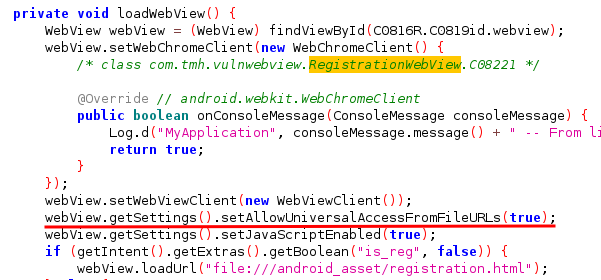 private void loadWebView() {
WebView webView = (WebView) findViewById(C0816R.C0819id.webview);
webView.setWebChromeClient(new WebChromeClient() {
/* class com.tmh.vulnwebview.RegistrationWebView.C08221 */
@Override // android.webkit.WebChromeClient
public boolean onConsoleMessage(ConsoleMessage consoleMessage) {
Log.d("MyApplication", consoleMessage.message() + " -- From li
return true;
}
});
webView.setWebViewClient(new WebViewClient());
webView.getSettings().setAllowUniversalAccessFromFileURLs(true);
webView.getSettings().setJavaScriptEnabled(true);
if (getIntent().getExtras().getBoolean("is_reg", false)) {
webView.loadUrl("file:///android_asset/registration.html");